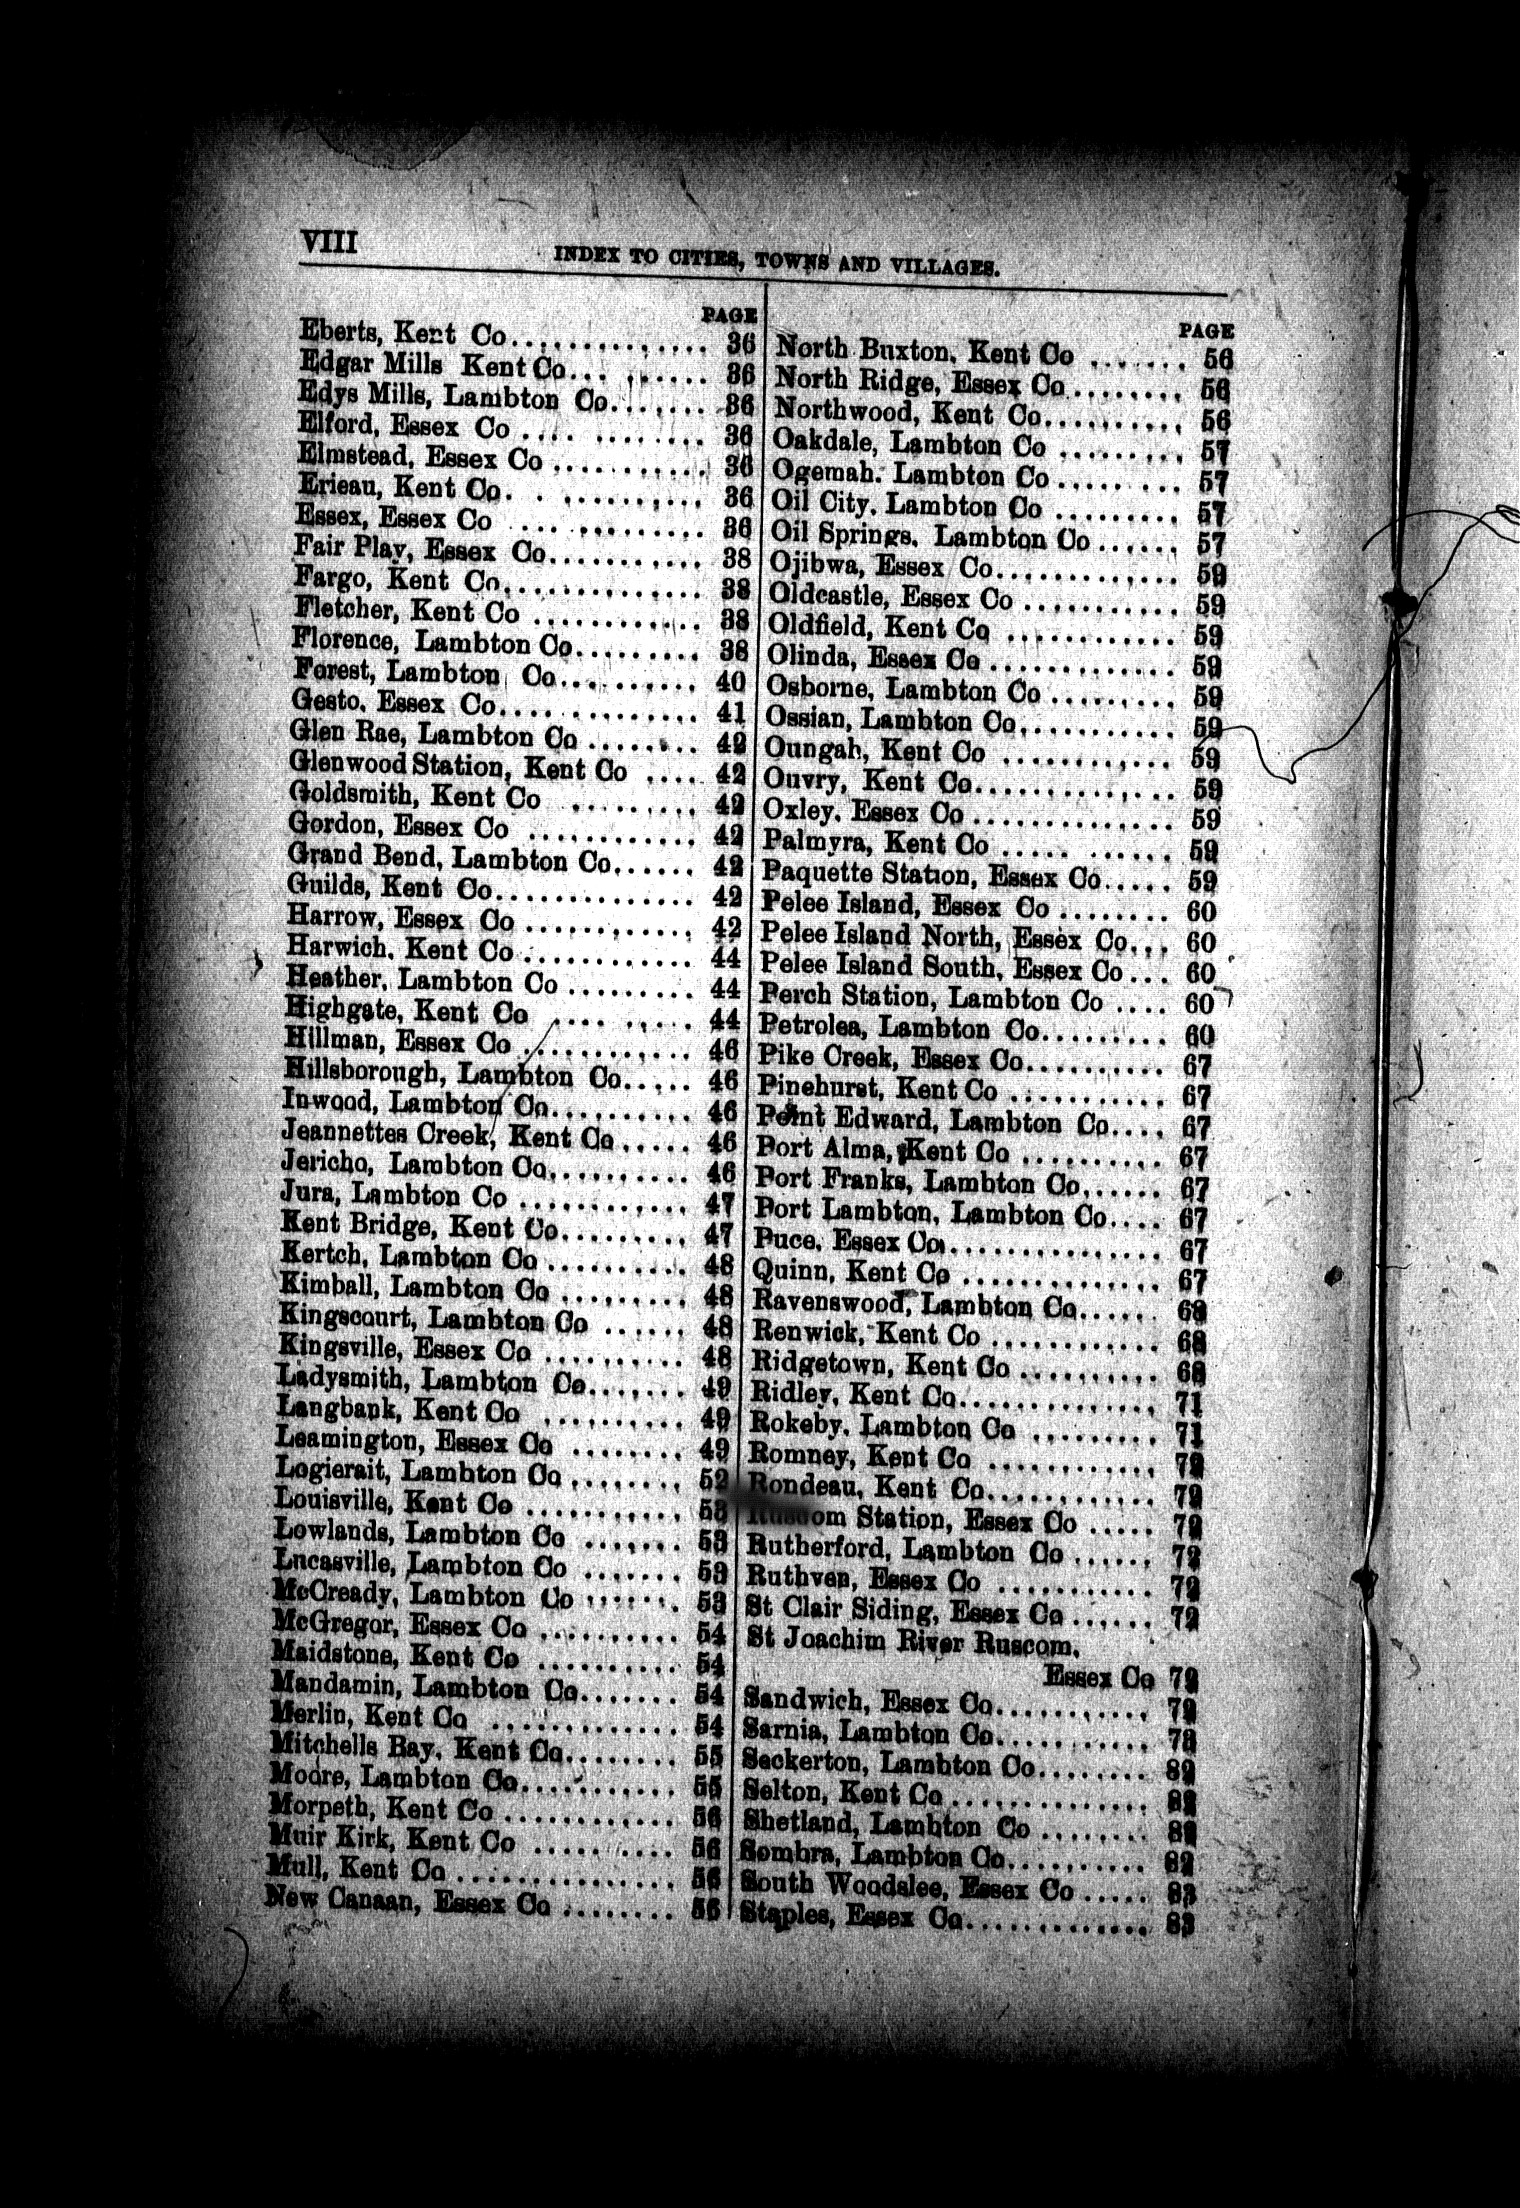 VIII
INDEX TO CITIES, TOWNS AND VILLAGES.
PAGE
Eberts, Kent Co.............. 36
Edgar Mills Kent Co... ...... 36
Edys Mills, Lambton Co....... 36
Elford, Essex Co .... ........ 36
Elmstead, Essex Co ........... 36
Erieau, Kent Co. . .......... 36
Essex, Essex Co .... ......... 36
Fair Play, Essex Co........... 38
Fargo, Kent Co.............. 38
Fletcher, Kent Co ............ 38
Florence, Lambton Co......... 38
Forest, Lambton Co.......... 40
Gesto. Essex Co.............. 41
Glen Rae, Lambton Co ........ 42
Glenwood Station, Kent Co .... 42
Goldsmith, Kent Co ......... 42
Gordon, Essex Co ............ 42
Grand Bend, Lambton Co...... 42
Guilds, Kent Co.............. 42
Harrow, Essex Co ............ 42
Harwich. Kent Co ............ 44
Heather. Lambton Co ......... 44
Highgate, Kent Co .... ..... 44
Hillman, Essex Co ............ 46
Hillsborough, Lambton Co..... 46
Inwood, Lambton Co.......... 46
Jeannettes Creek, Kent Co ..... 46
Jericho, Lambton Co.......... 46
Jura, Lambton Co ............ 47
Kent Bridge, Kent Co......... 47
Kertch, Lambton Co .......... 48
Kimball, Lambton Co ......... 48
Kingscourt, Lambton Co ...... 48
Kingsville, Essex Co .......... 48
Ladysmith, Lambton Co....... 49
Langbank, Kent Co .......... 49
Leamington, Essex Co ........ 49
Logierait, Lambton Co ........ 52
Louisville, Kent Co ........... 53
Lowlands, Lambton Co ....... 53
Lucasville, Lambton Co ....... 53
McCready, Lambton Co ....... 53
McGregor, Essex Co .......... 54
Maidstone, Kent Co .......... 54
Mandamin, Lambton Co....... 54
Merlin, Kent Co ............. 54
Mitchells Bay. Kent Co........ 55
Moore, Lambton Co........... 55
Morpeth, Kent Co ............ 56
Muir Kirk, Kent Co ..... .... 56
Mull, Kent Co ............... 56
New Canaan, Essex Co ........ 56
PAGE
North Buxton, Kent Co ....... 56
North Ridge, Essex Co........ 56
Northwood, Kent Co.......... 56
Oakdale, Lambton Co ......... 57
Ogemah. Lambton Co ..... ... 57
Oil City. Lambton Co ......... 57
Oil Springs. Lambton Co ...... 57
Ojibwa, Essex Co............. 59
Oldcastle, Essex Co ........... 59
Oldfield, Kent Co ............ 59
Olinda, Essex Co ............. 59
Osborne, Lambton Co ......... 59
Ossian, Lambton Co........... 59
Oungah, Kent Co ............ 59
Ouvry, Kent Co.............. 59
Oxley. Essex Co .............. 59
Palmyra, Kent Co ..... ...... 59
Paquette Station, Essex Co..... 59
Pelee Island, Essex Co ........ 60
Pelee Island North, Essex Co... 60
Pelee Island South, Essex Co... 60
Perch Station, Lambton Co .... 60
Petrolea, Lambton Co......... 60
Pike Creek, Essex Co.......... 67
Pinehurst, Kent Co ........... 67
Point Edward, Lambton Co.... 67
Port Alma, Kent Co .......... 67
Port Franks, Lambton Co...... 67
Port Lambton, Lambton Co.... 67
Puce. Essex Co............... 67
Quinn, Kent Co .............. 67
Ravenswood, Lambton Co...... 68
Renwick, Kent Co ............ 68
Ridgetown, Kent Co .......... 68
Ridley, Kent Co.............. 71
Rokeby. Lambton Co ......... 71
Romney, Kent Co ............ 72
Rondeau, Kent Co............ 72
Ruscom Station, Essex Co ..... 72
Rutherford, Lambton Co ...... 72
Ruthven, Essex Co ........... 72
St Clair Siding, Essex Co ...... 72
St Joachim River Ruscom.
Essex Co 72
Sandwich, Essex Co........... 72
Sarnia, Lambton Co........... 73
Seckerton, Lambton Co........ 82
Selton, Kent Co .............. 82
Shetland, Lambton Co ........ 82
Sombra, Lambton Co.......... 82
South Woodslee, Essex Co ..... 83
Staples, Essex Co............. 83